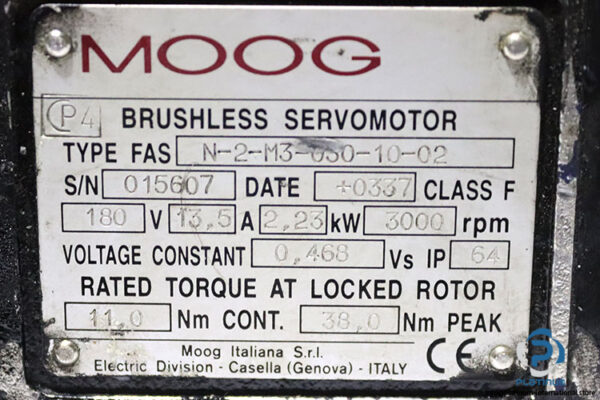 MOOG
P4 BRUSHLESS SERVOMOTOR
TYPE FAS N-2-M3-030-10-02
S/N 015607 DATE +0337 CLASS F
180 V 13,5 A 2,23 kW 3000 rpm
VOLTAGE CONSTANT 0,468 Vs IP 64
RATED TORQUE AT LOCKED ROTOR
11,0 Nm CONT. 38,0 Nm PEAK
Moog Italiana S.r.l.
Electric Division - Casella (Genova) - ITALY
CE